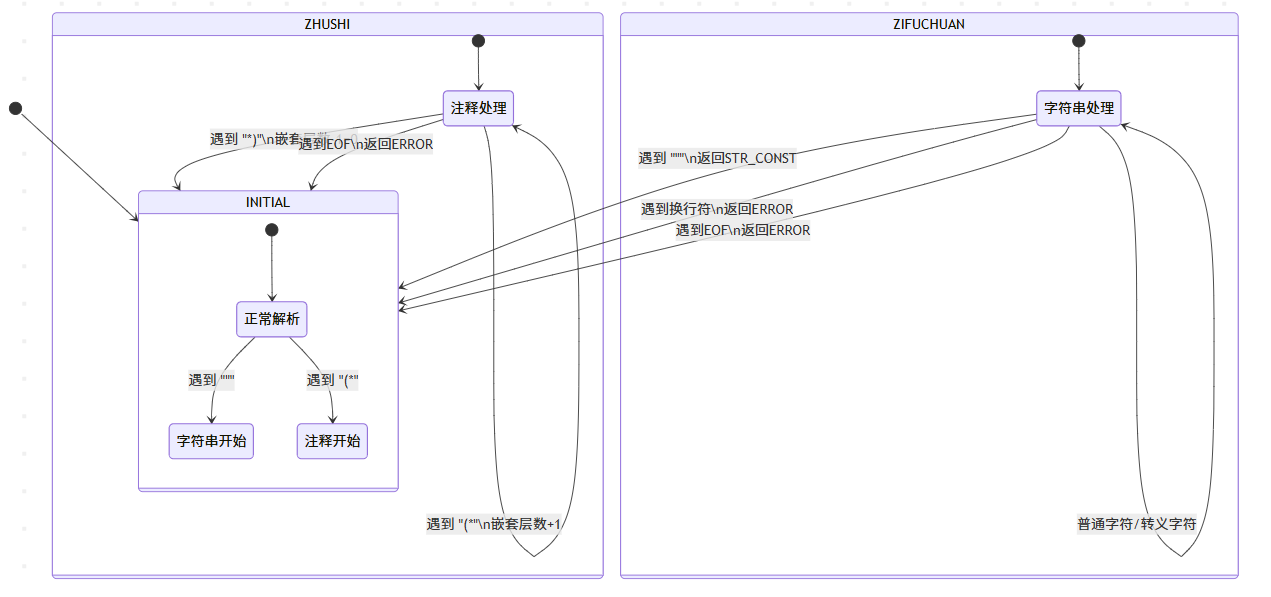 ZHUSHI
ZIFUCHUAN
注释处理
字符串处理
遇到 "*)"\n嵌套层数
遇到EOF\n返回ERROR
遇到 """\n返回STR_CONST
INITIAL
遇到换行符\n返回ERROR
遇到EOF\n返回ERROR
正常解析
遇到 """
遇到 "(*"
字符串开始
注释开始
遇到 "(*"\n嵌套层数+1
普通字符/转义字符